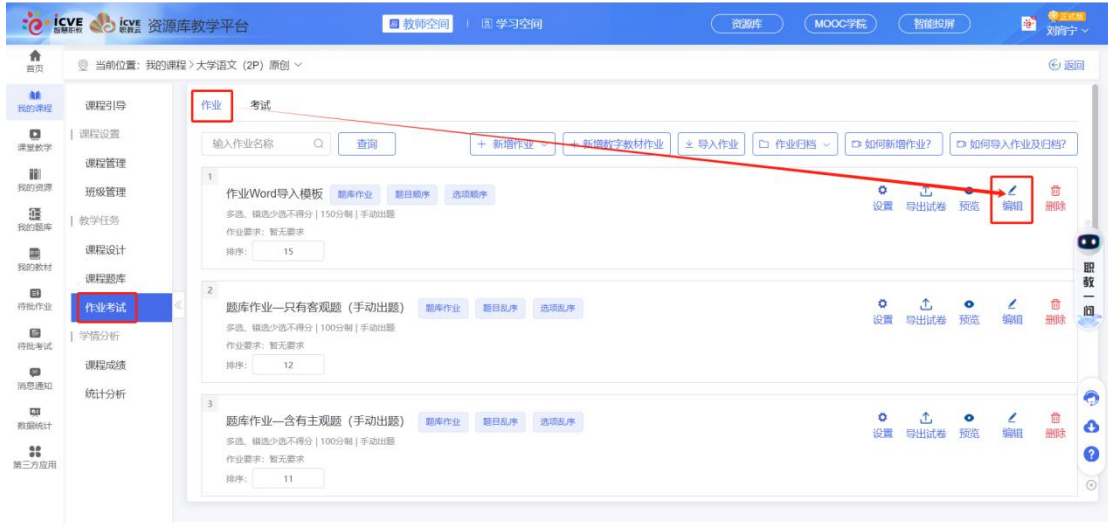 icve 智慧职教 icve 职教云 资源库教学平台 教师空间 | 学习空间 资源库 MOOC学院 智能投屏 正式版
刘俏宁
首页 当前位置: 我的课程 > 大学语文 (2P) 原创 返回
我的课程 课程引导 作业 考试
课堂教学 | 课程设置 输入作业名称 查询 + 新增作业 + 新增数字教材作业 导入作业 作业归档 如何新增作业? 如何导入作业及归档?
课程管理
我的资源 班级管理
1
作业Word导入模板 题库作业 题目顺序 选项顺序 设置 导出试卷 预览 编辑 删除
多选、错选少选不得分 | 150分制 | 手动出题
作业要求: 暂无要求
排序: 15
我的题库 | 教学任务
我的教材 课程设计
课程题库
待批作业 作业考试
2
题库作业—只有客观题 (手动出题) 题库作业 题目乱序 选项乱序 设置 导出试卷 预览 编辑 删除
多选、错选少选不得分 | 100分制 | 手动出题
作业要求: 暂无要求
排序: 12
待批考试 | 学情分析
消息通知 课程成绩
数据统计 统计分析
第三方应用
3
题库作业—含有主观题 (手动出题) 题库作业 题目乱序 选项乱序 设置 导出试卷 预览 编辑 删除
多选、错选少选不得分 | 100分制 | 手动出题
作业要求: 暂无要求
排序: 11
职教一问